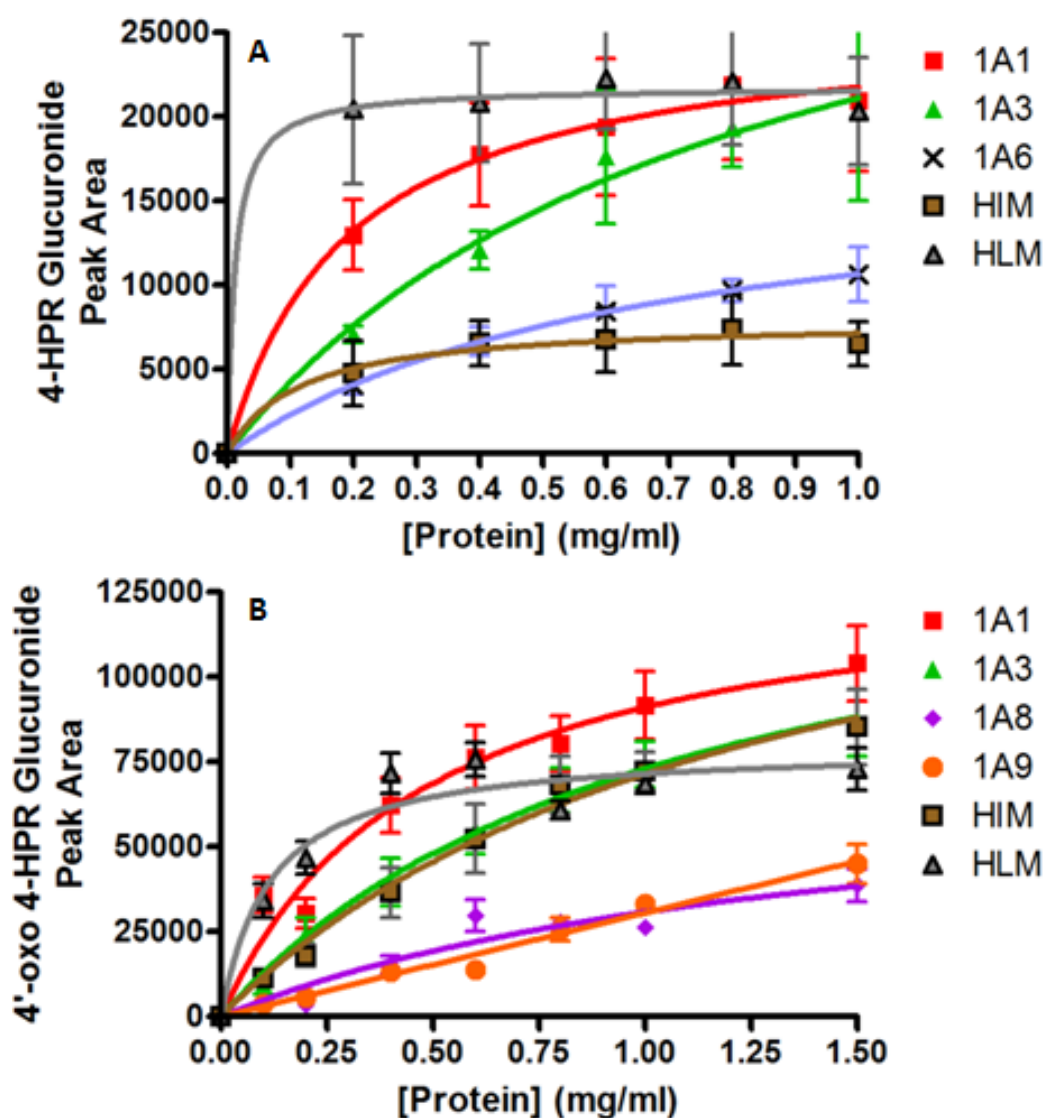 A
4-HPR Glucuronide
Peak Area
25000
20000
15000
10000
5000
0
0.0 0.1 0.2 0.3 0.4 0.5 0.6 0.7 0.8 0.9 1.0
[Protein] (mg/ml)
1A1
1A3
1A6
HIM
HLM
B
4'-oxo 4-HPR Glucuronide
Peak Area
125000
100000
75000
50000
25000
0
0.00 0.25 0.50 0.75 1.00 1.25 1.50
[Protein] (mg/ml)
1A1
1A3
1A8
1A9
HIM
HLM